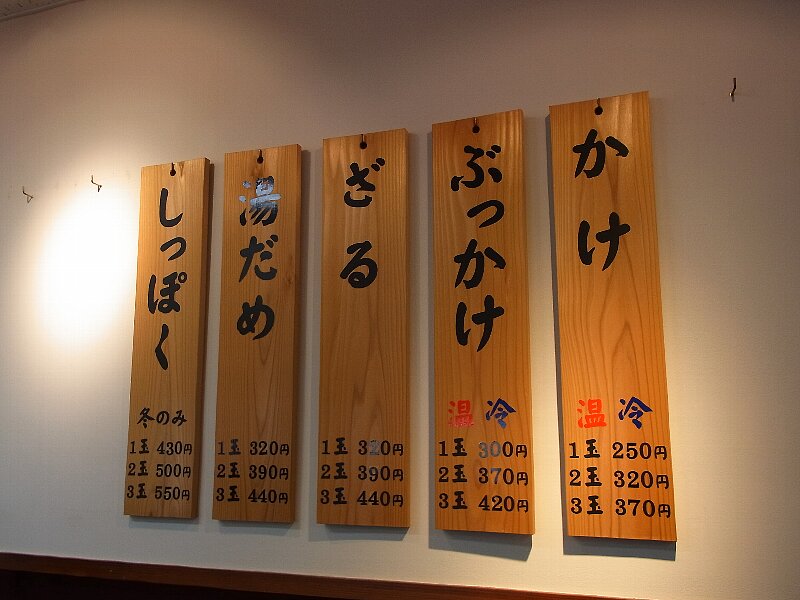 かけ
温 冷
1玉 250円
2玉 320円
3玉 370円
ぶっかけ
温 冷
1玉 300円
2玉 370円
3玉 420円
ざる
1玉 320円
2玉 390円
3玉 440円
湯だめ
1玉 320円
2玉 390円
3玉 440円
しっぽく
冬のみ
1玉 430円
2玉 500円
3玉 550円